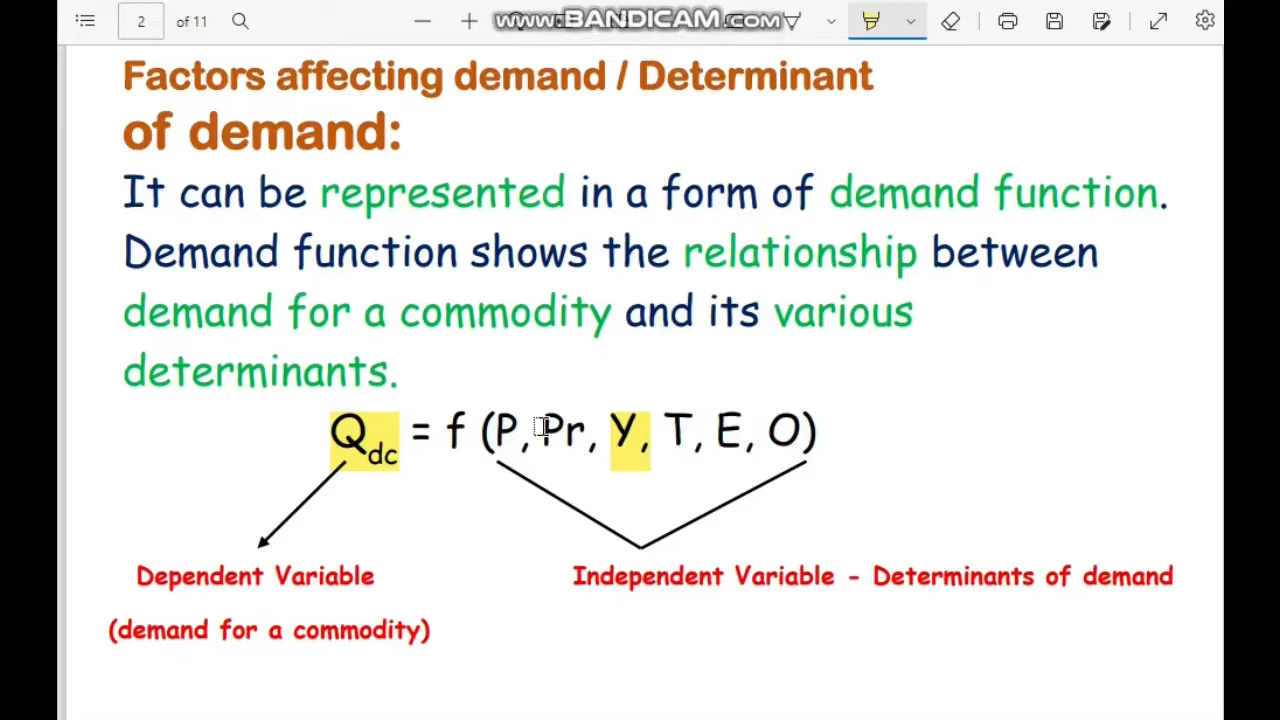 2 of 11
www.BANDICAM.com
Factors affecting demand / Determinant
of demand:
It can be represented in a form of demand function.
Demand function shows the relationship between
demand for a commodity and its various
determinants.
Qdc = f (P, Pr, Y, T, E, O)
Dependent Variable
Independent Variable - Determinants of demand
(demand for a commodity)